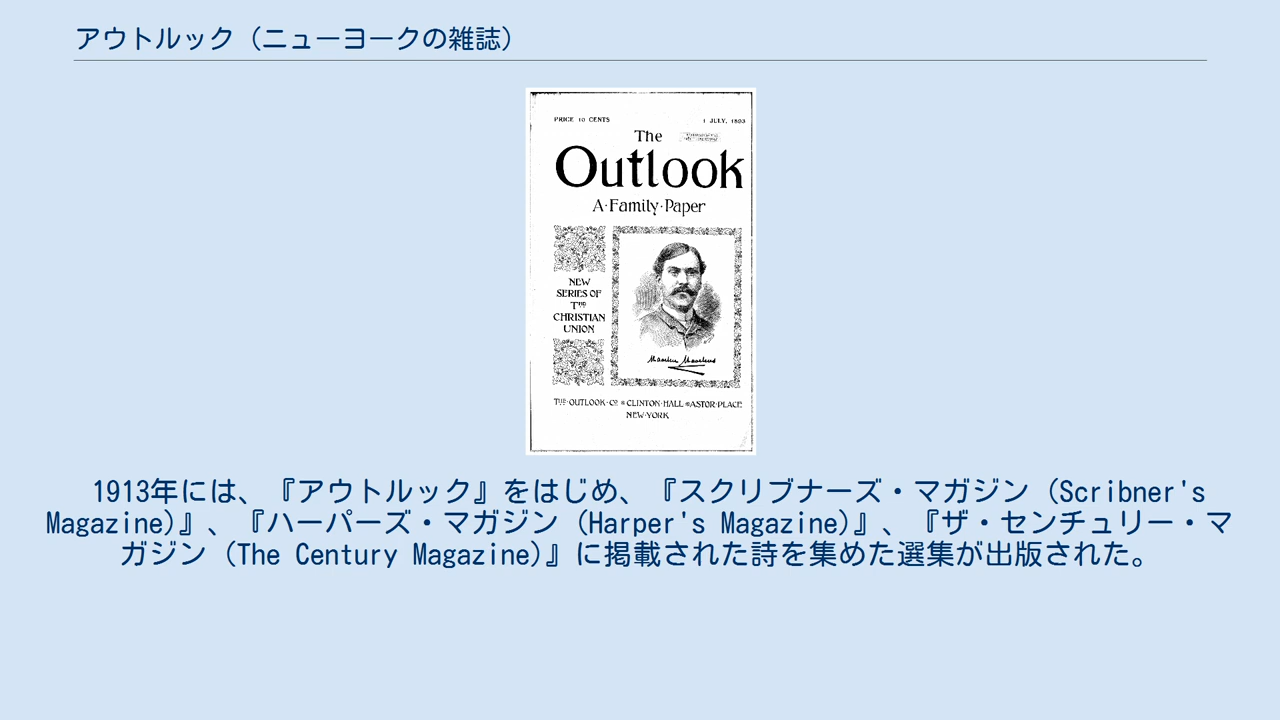 アウトルック（ニューヨークの雑誌）
PRICE 10 CENTS
1 JULY, 1893
The
Outlook
A·Family·Paper
NEW
SERIES OF
THE
CHRISTIAN
UNION
Maarten Maartens
THE·OUTLOOK·CO. CLINTON·HALL ASTOR·PLACE
NEW·YORK
1913年には、『アウトルック』をはじめ、『スクリブナーズ・マガジン (Scribner's
Magazine)』、『ハーパーズ・マガジン (Harper's Magazine)』、『ザ・センチュリー・マ
ガジン (The Century Magazine)』に掲載された詩を集めた選集が出版された。